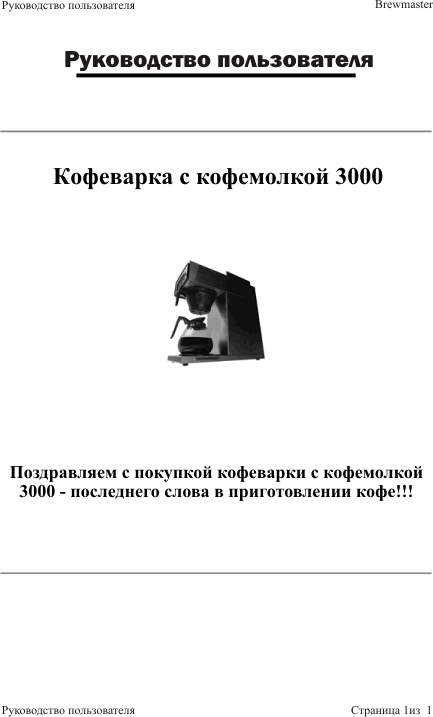 Руководство пользователя Brewmaster
Руководство пользователя
Кофеварка с кофемолкой 3000
Поздравляем с покупкой кофеварки с кофемолкой
3000 - последнего слова в приготовлении кофе!!!
Руководство пользователя Страница 1из 1